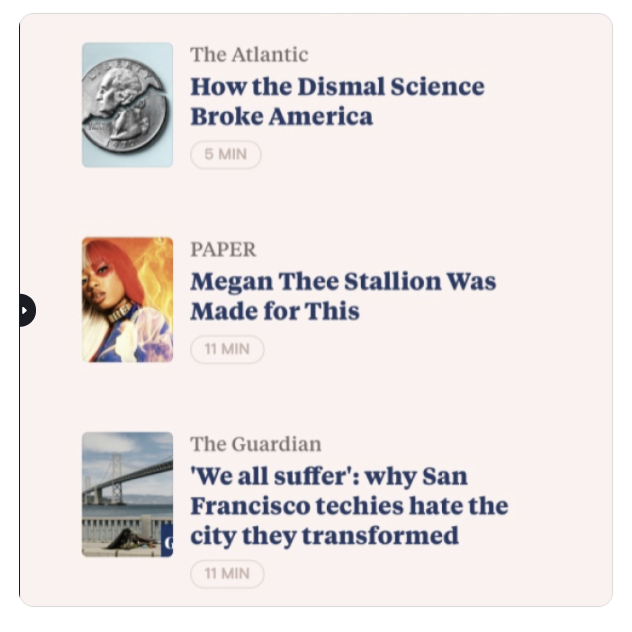 The Atlantic
How the Dismal Science
Broke America
5 MIN
PAPER
Megan Thee Stallion Was
Made for This
11 MIN
The Guardian
'We all suffer': why San
Francisco techies hate the
city they transformed
11 MIN